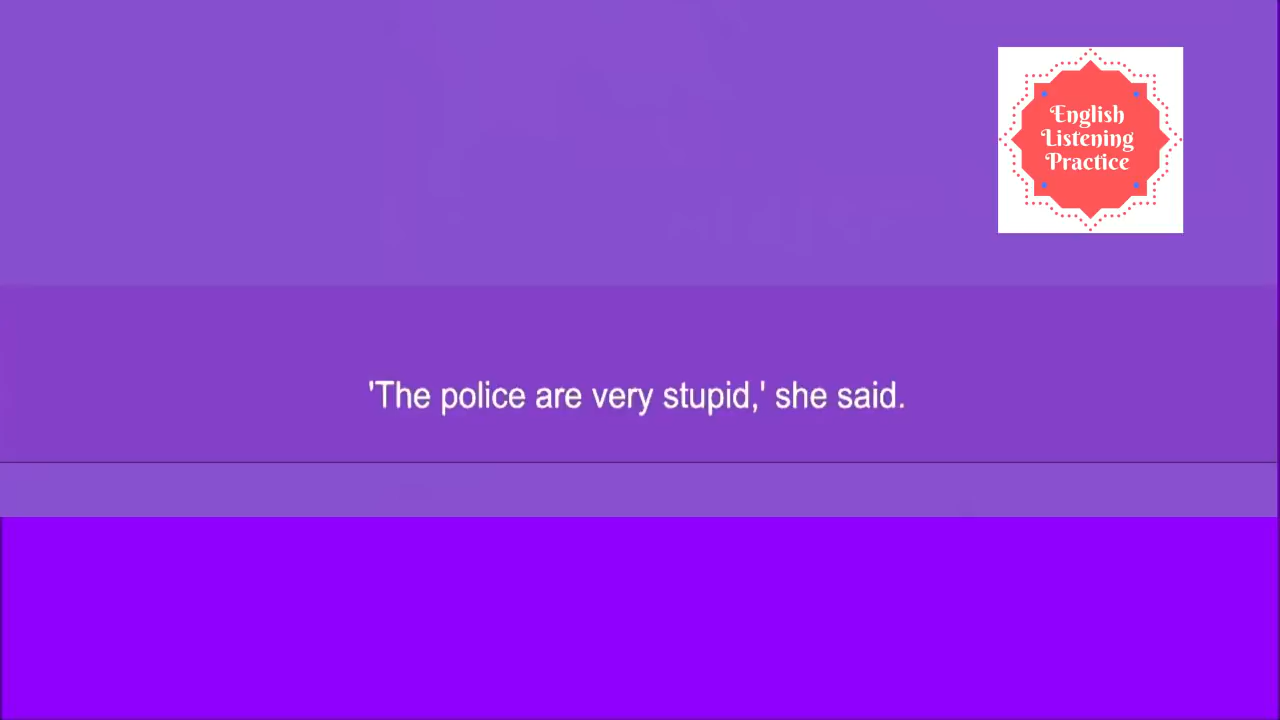 English
Listening
Practice
'The police are very stupid,' she said.